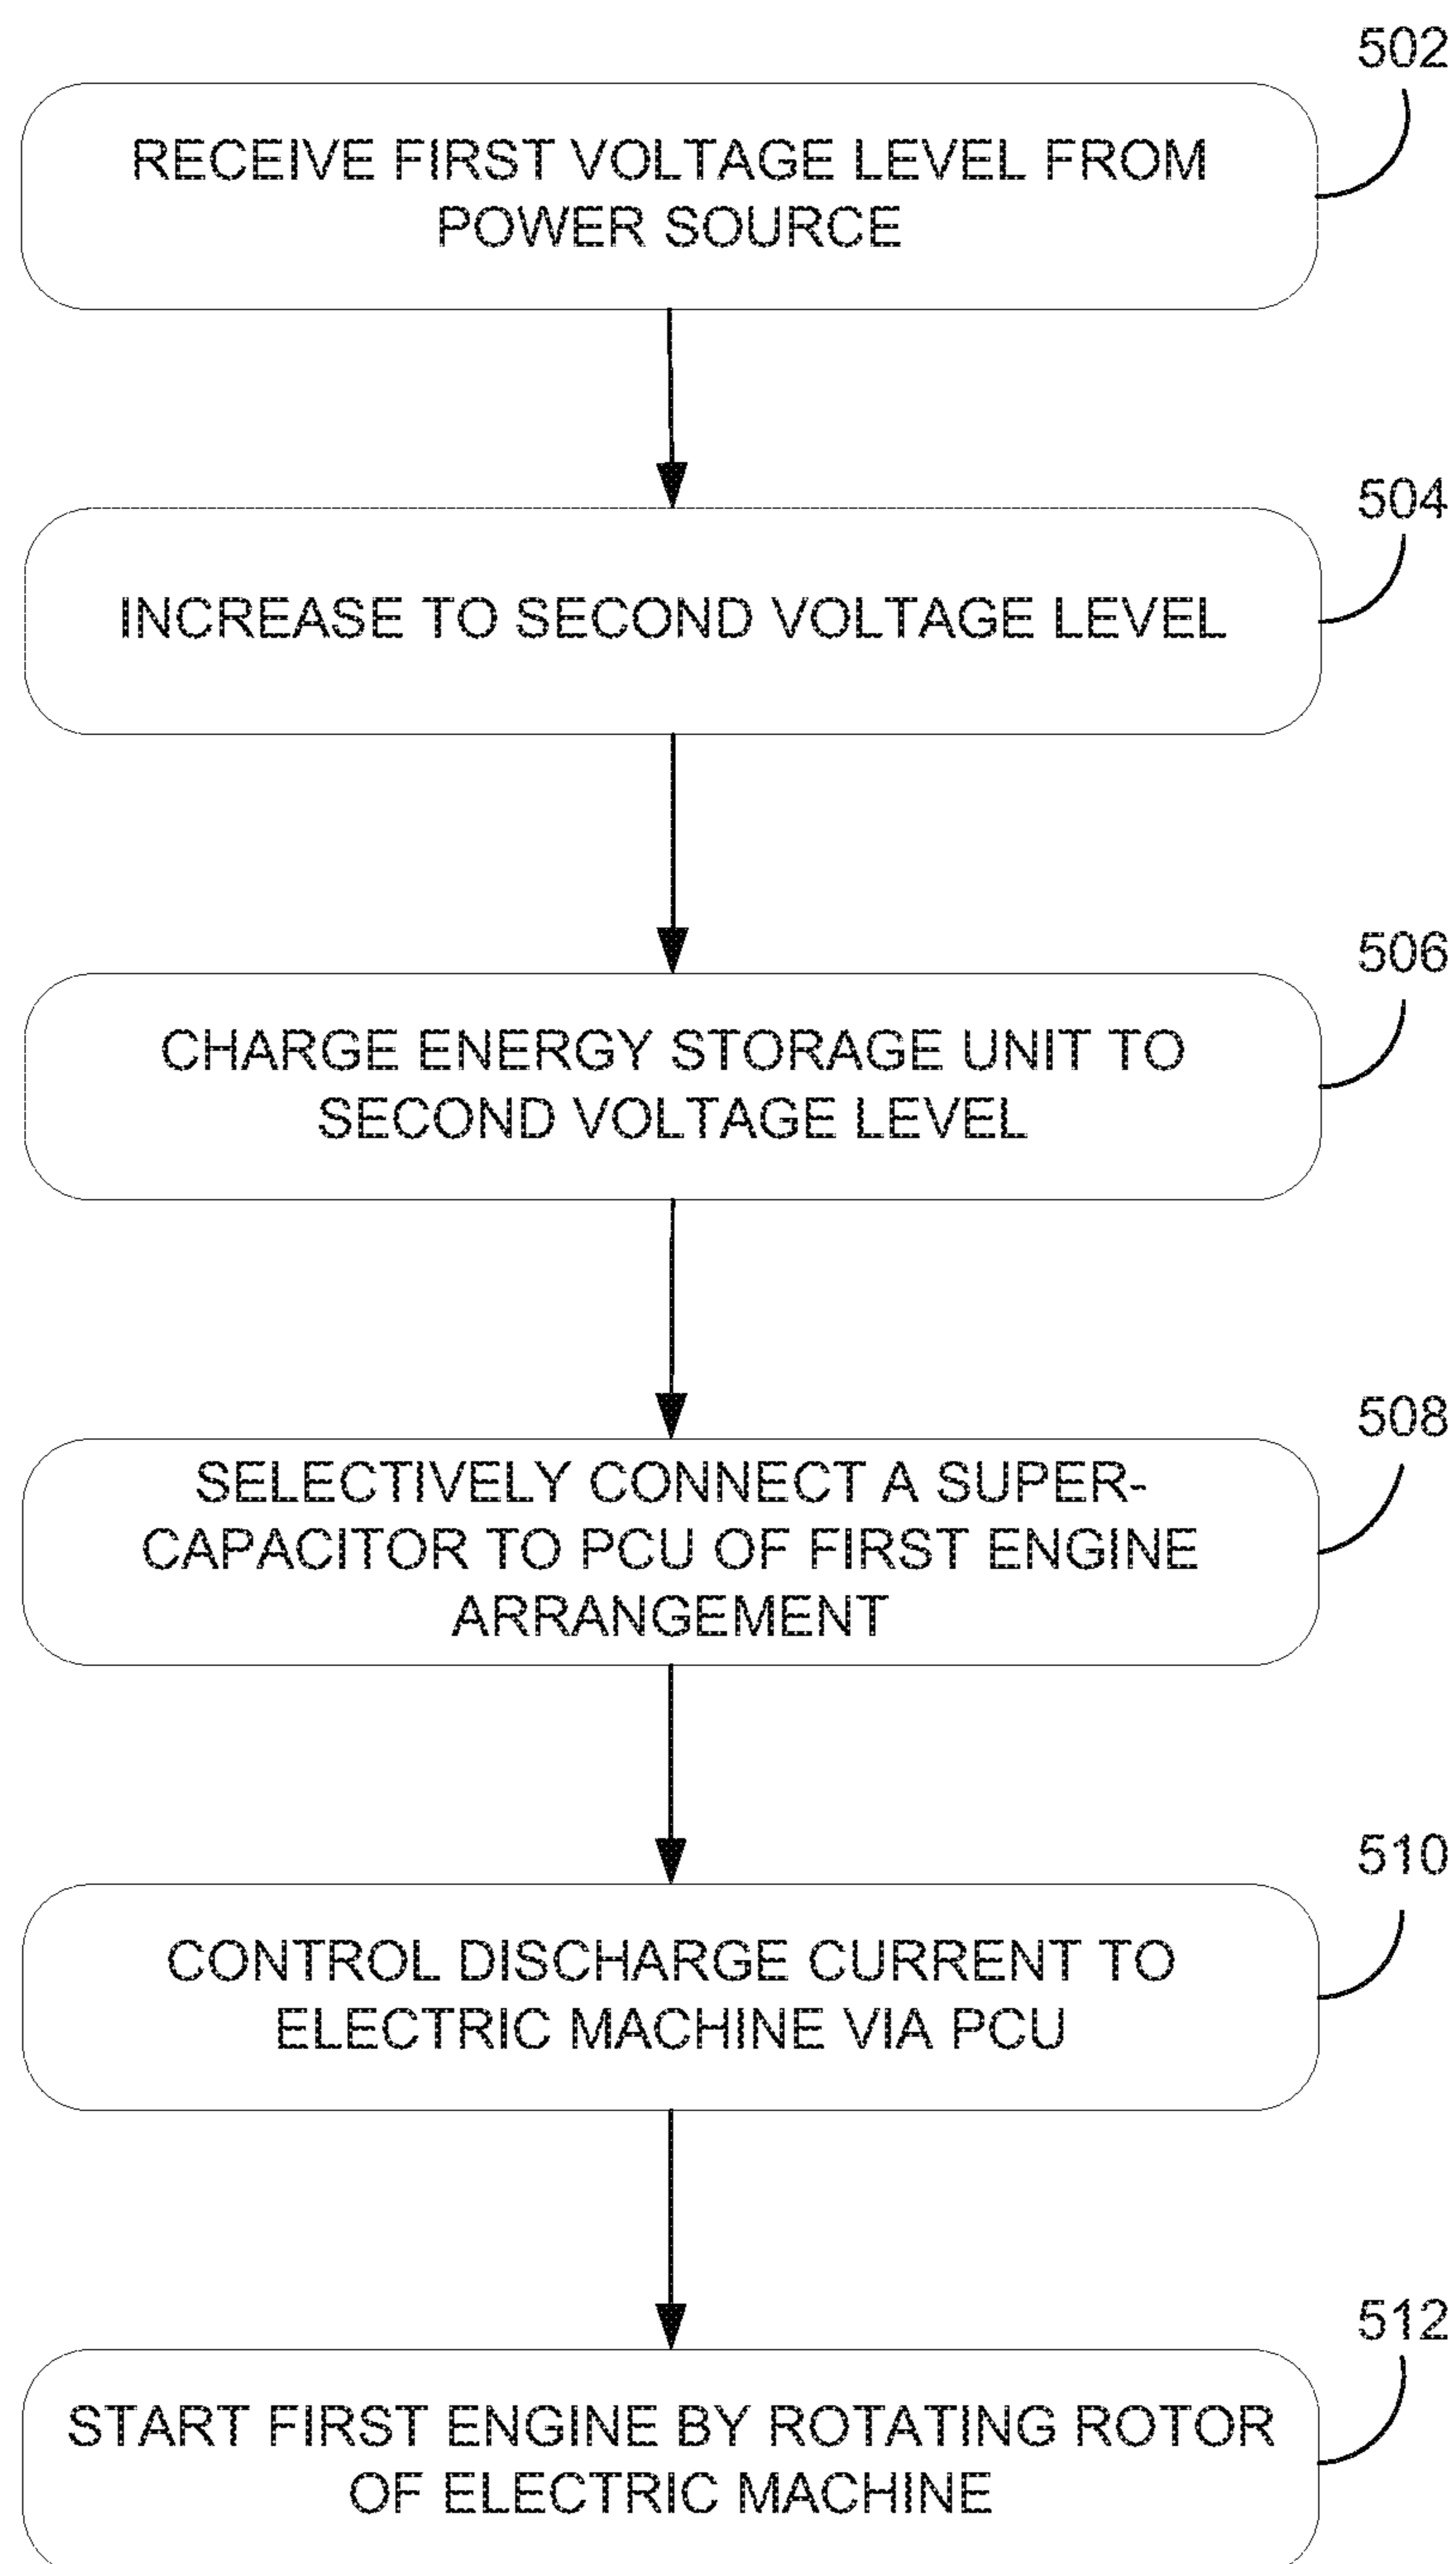 502
RECEIVE FIRST VOLTAGE LEVEL FROM
POWER SOURCE
504
INCREASE TO SECOND VOLTAGE LEVEL
506
CHARGE ENERGY STORAGE UNIT TO
SECOND VOLTAGE LEVEL
508
SELECTIVELY CONNECT A SUPER-
CAPACITOR TO PCU OF FIRST ENGINE
ARRANGEMENT
510
CONTROL DISCHARGE CURRENT TO
ELECTRIC MACHINE VIA PCU
512
START FIRST ENGINE BY ROTATING ROTOR
OF ELECTRIC MACHINE